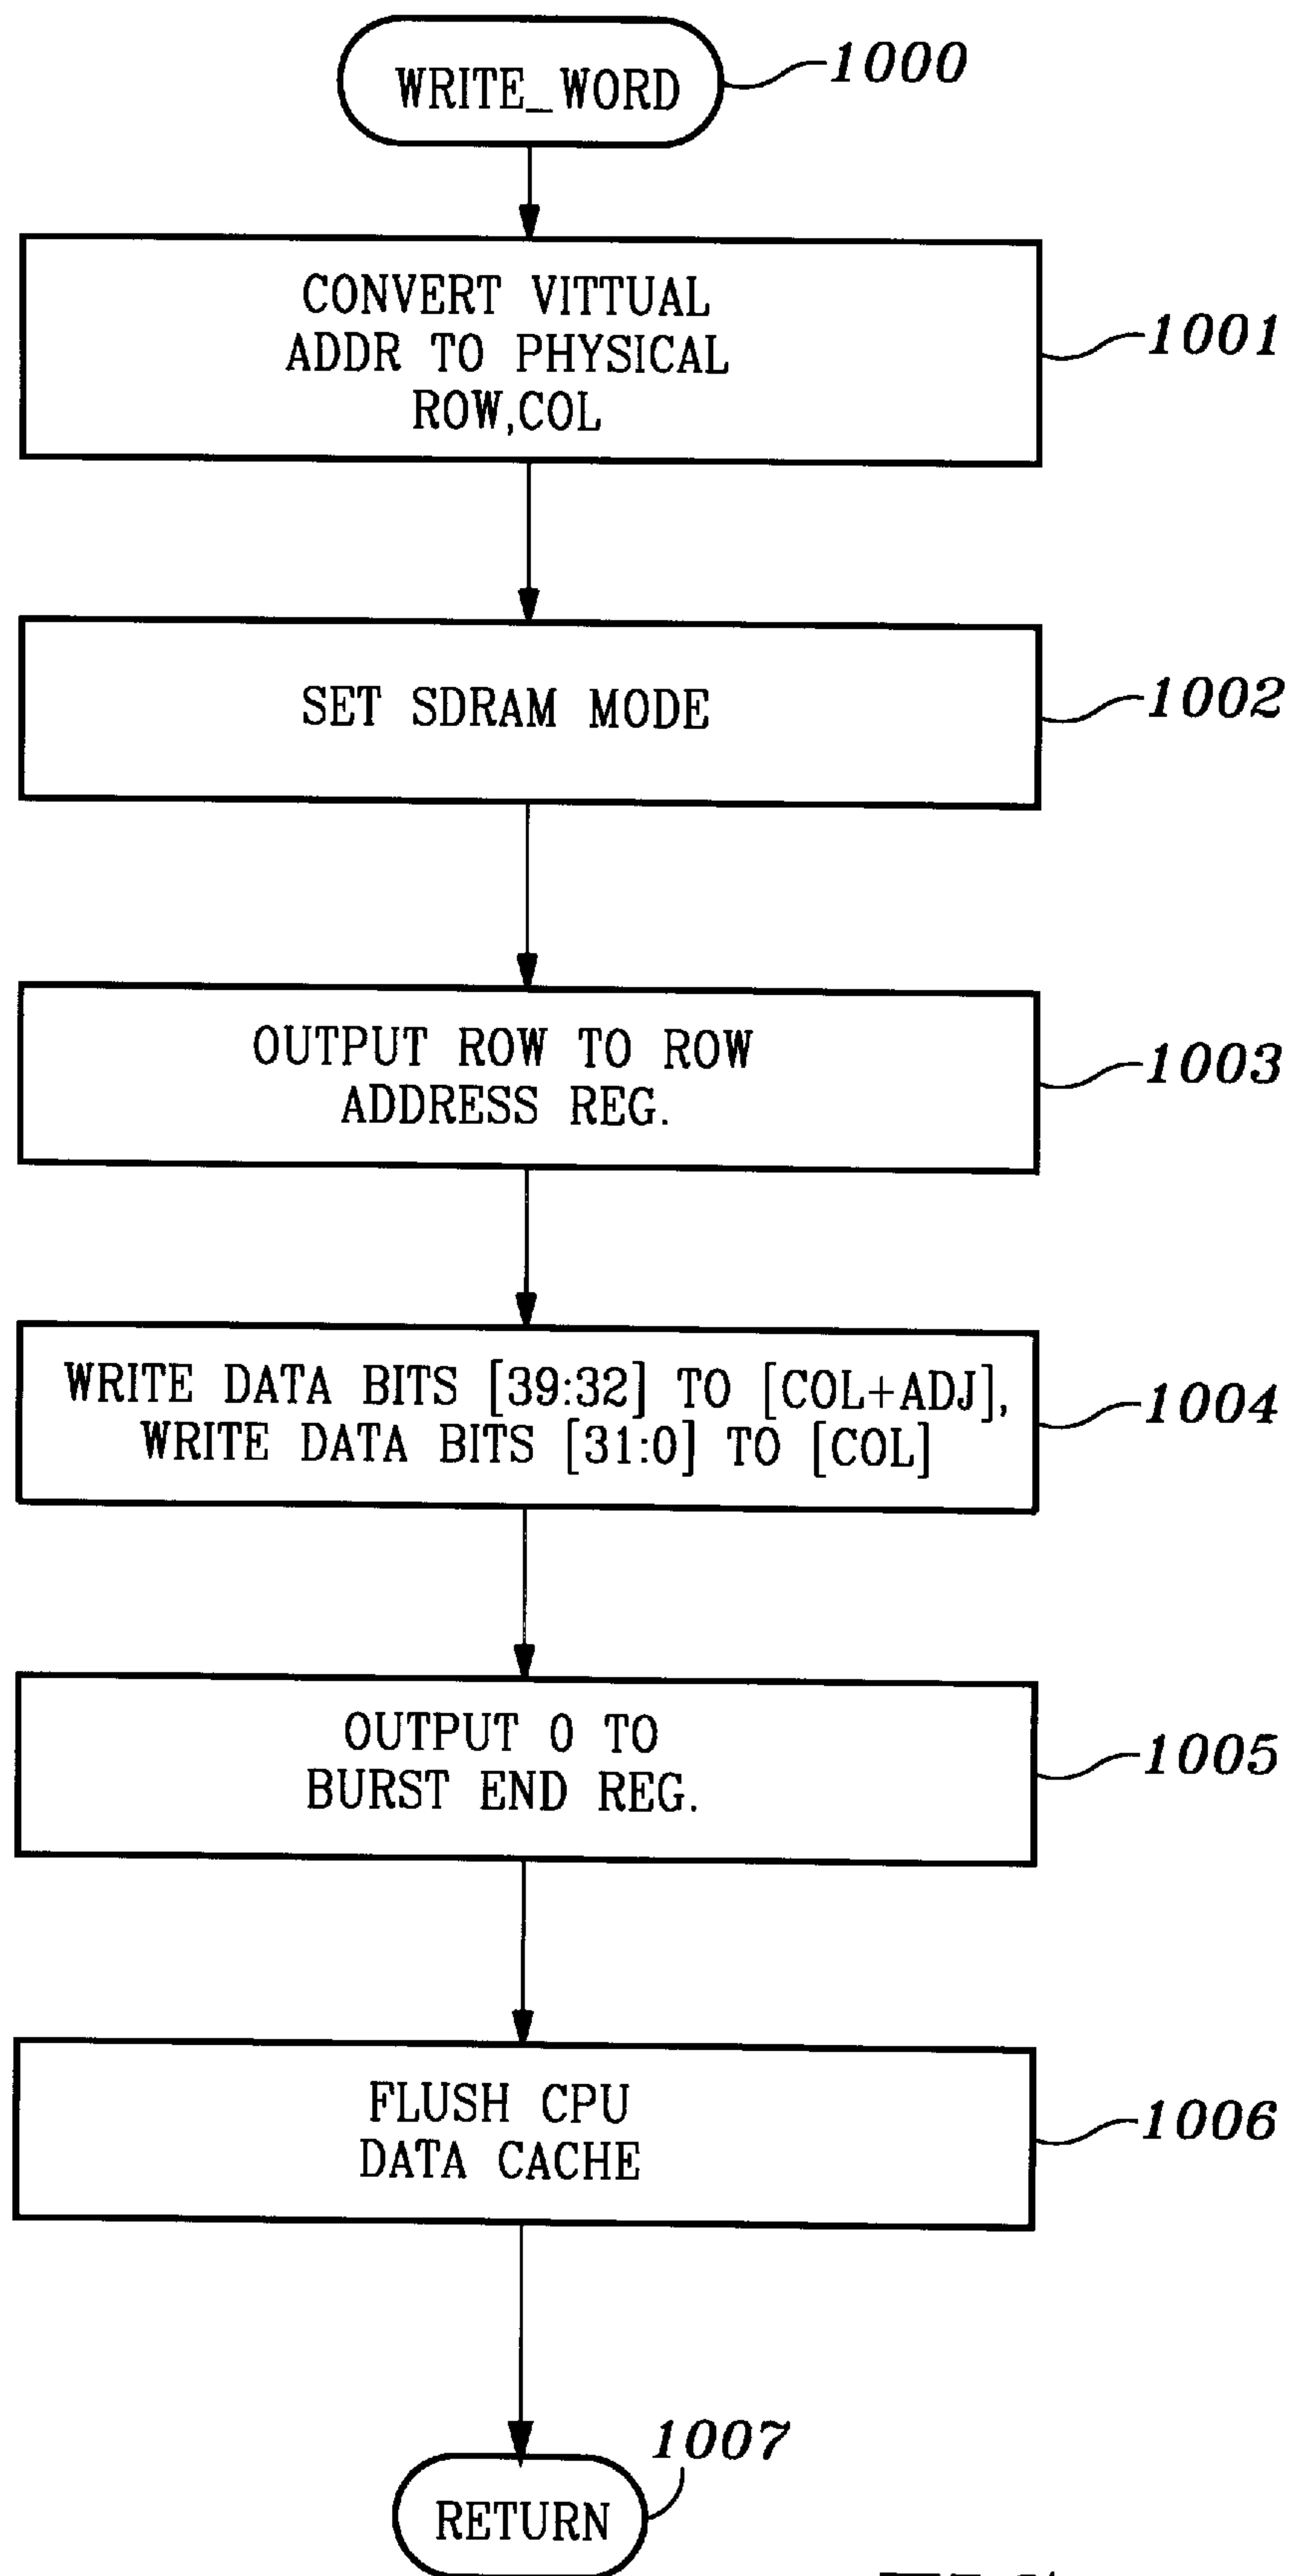 WRITE_WORD
1000
CONVERT VITTUAL
ADDR TO PHYSICAL
ROW,COL
1001
SET SDRAM MODE
1002
OUTPUT ROW TO ROW
ADDRESS REG.
1003
WRITE DATA BITS [39:32] TO [COL+ADJ],
WRITE DATA BITS [31:0] TO [COL]
1004
OUTPUT 0 TO
BURST END REG.
1005
FLUSH CPU
DATA CACHE
1006
1007
RETURN